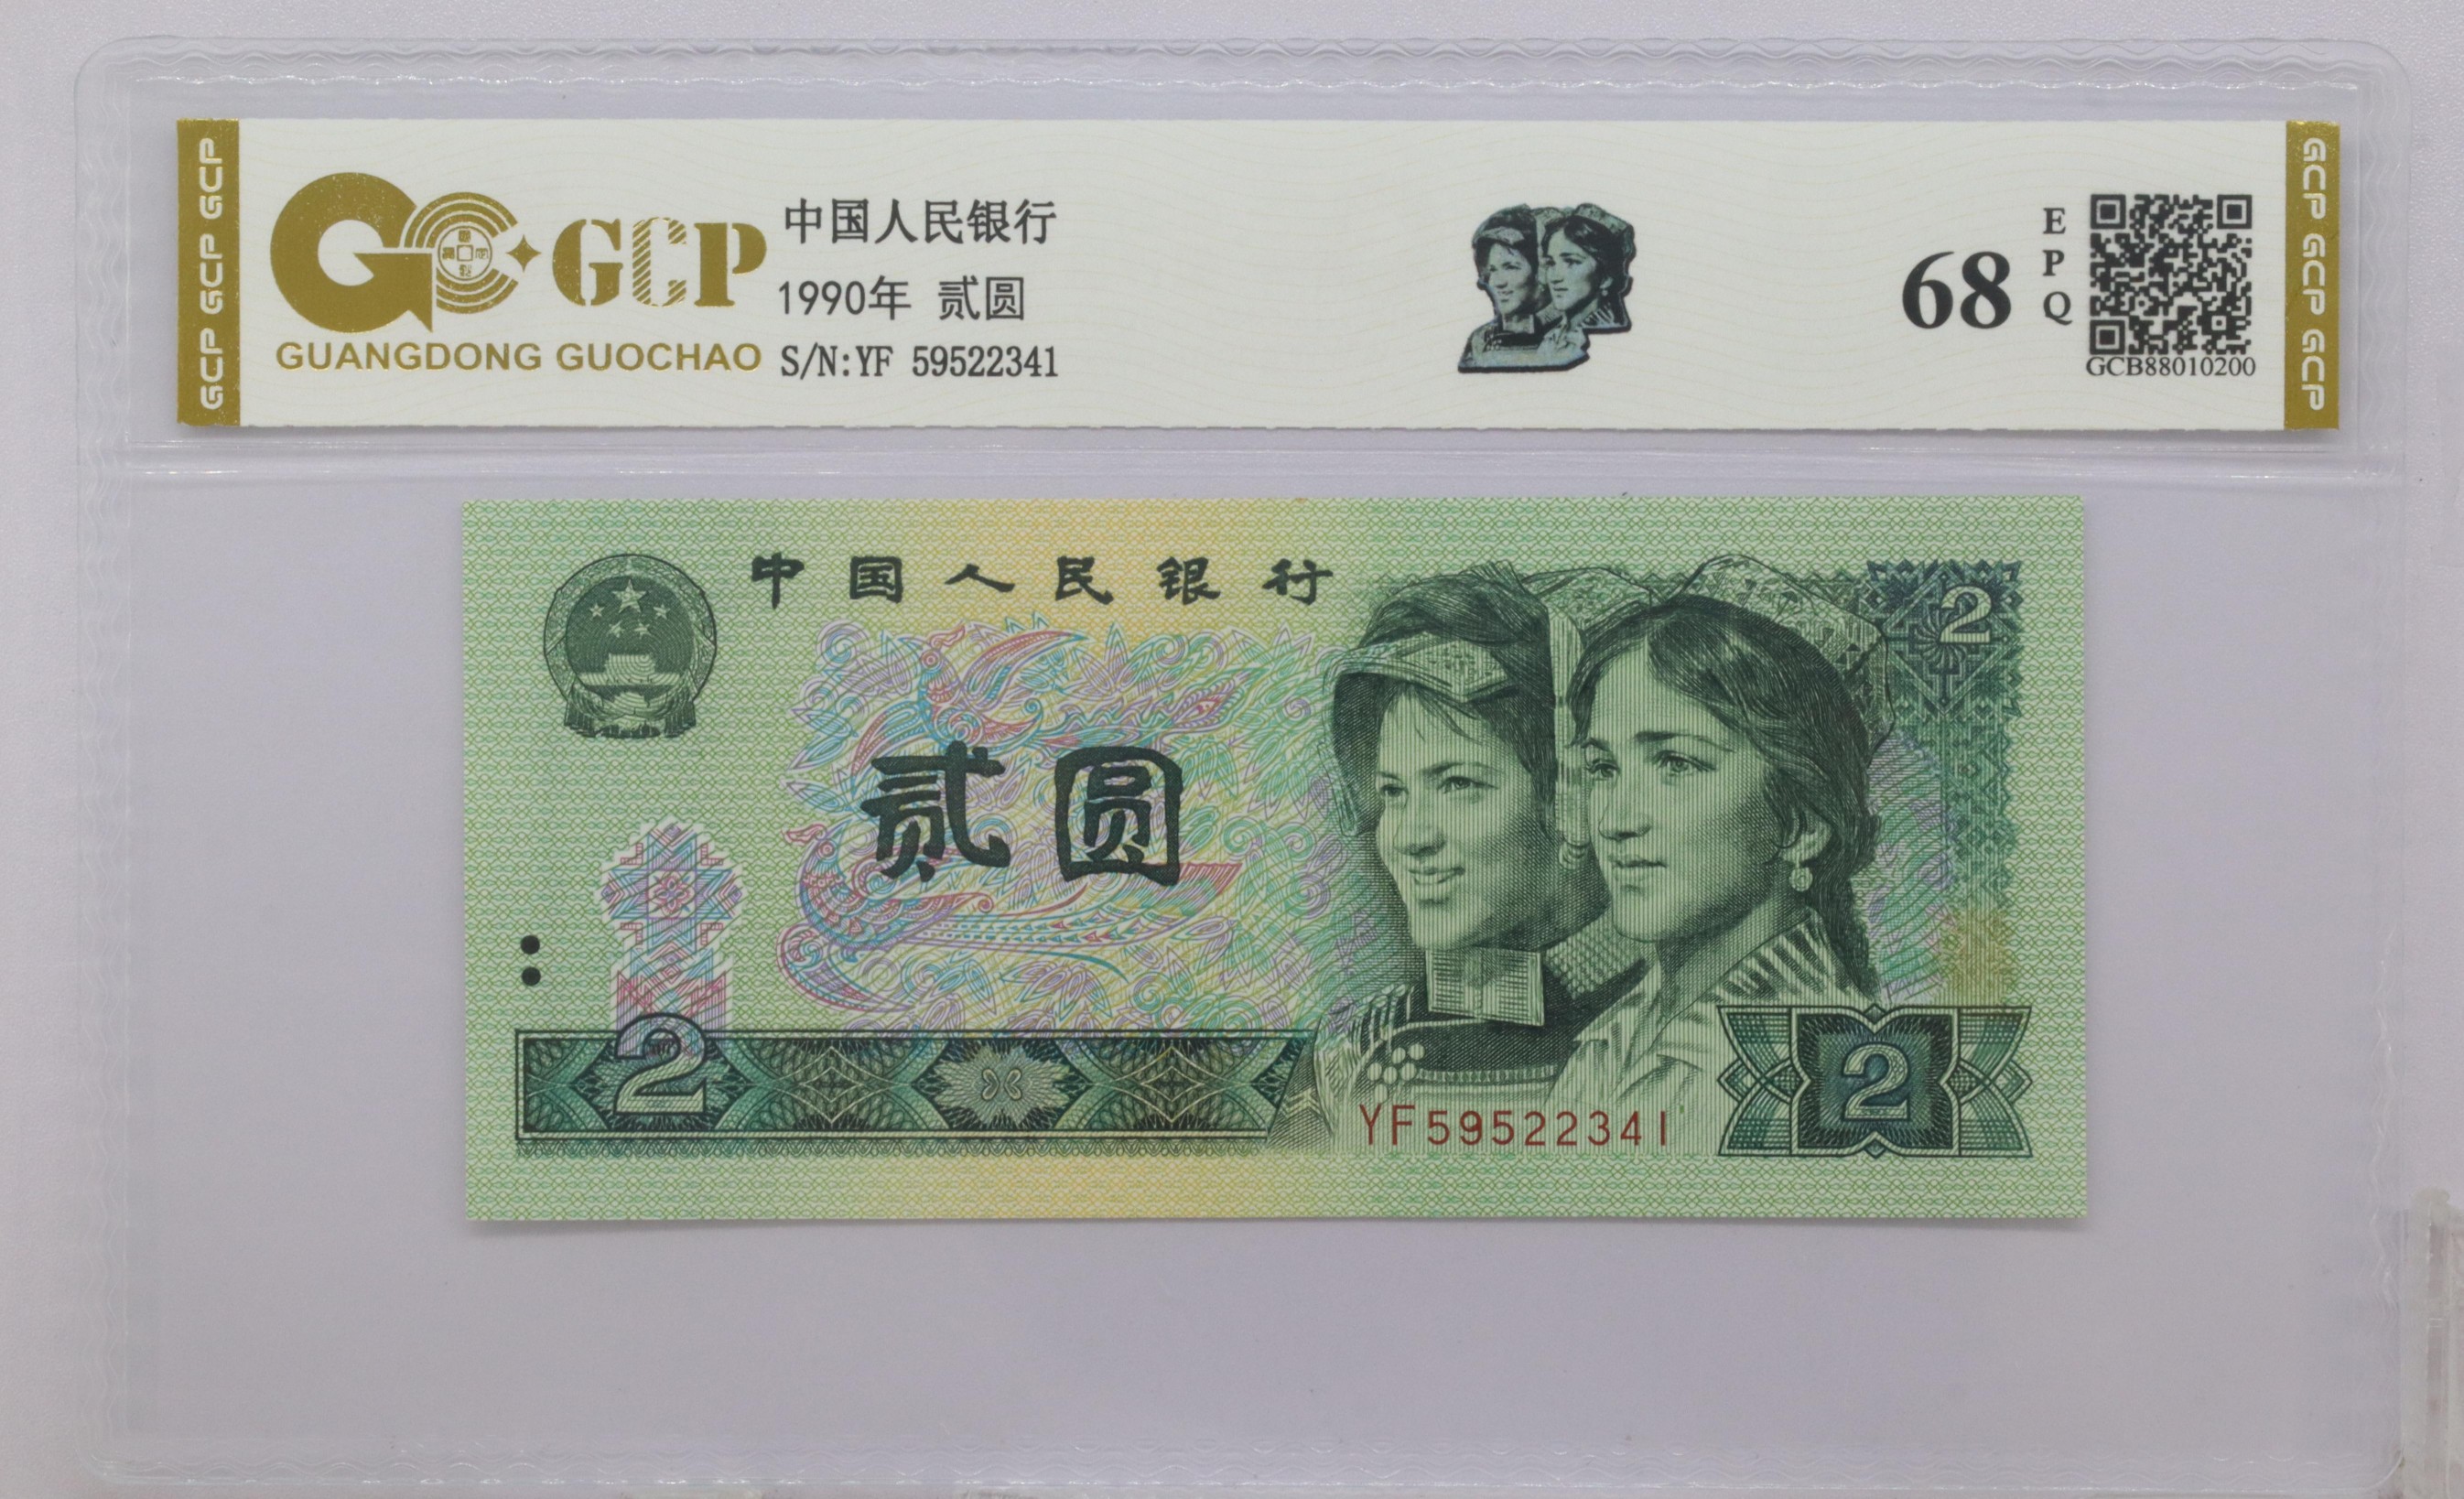 GCP GCP GCP
GCP
GUANGDONG GUOCHAO
中国人民银行
1990年 贰圆
S/N:YF 59522341
68
E
P
Q
GCB88010200
GCP GCP GCP
中国人民银行
2
贰圆
2
YF59522341
2